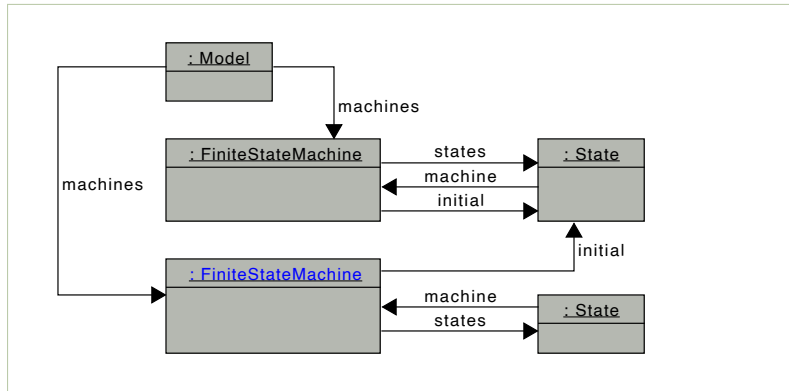 : Model
machines
: FiniteStateMachine
states
: State
machine
machines
initial
initial
: FiniteStateMachine
machine
: State
states